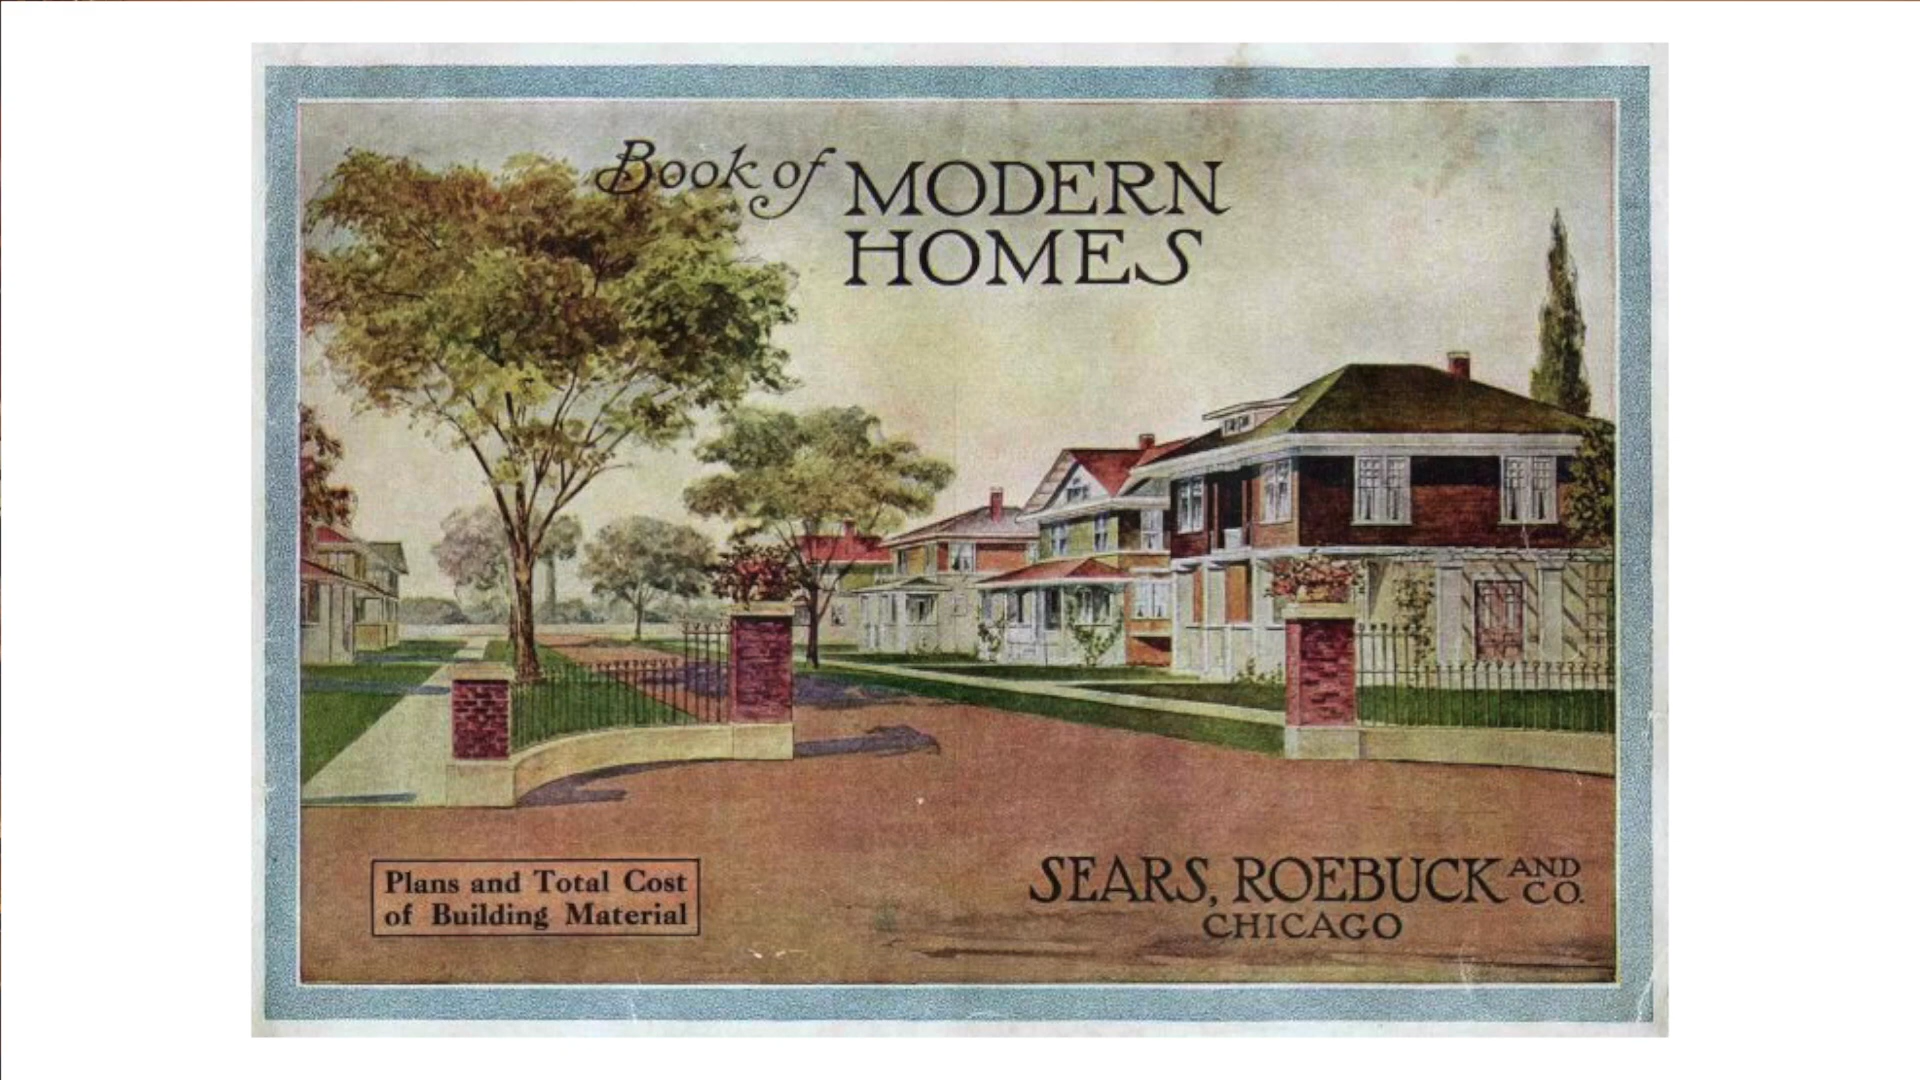 Book of MODERN
HOMES
Plans and Total Cost
of Building Material
SEARS, ROEBUCK AND CO.
CHICAGO